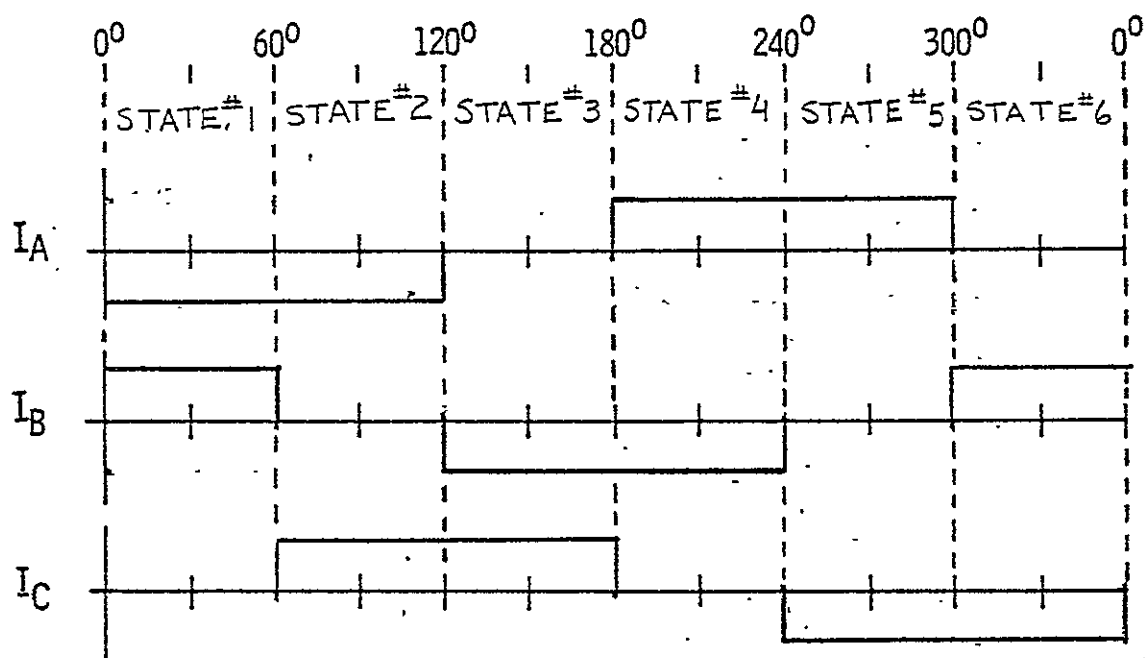 0⁰ 60⁰ 120⁰ 180⁰ 240⁰ 300⁰ 0⁰
STATE#1 STATE#2 STATE#3 STATE#4 STATE#5 STATE#6
I_A
I_B
I_C